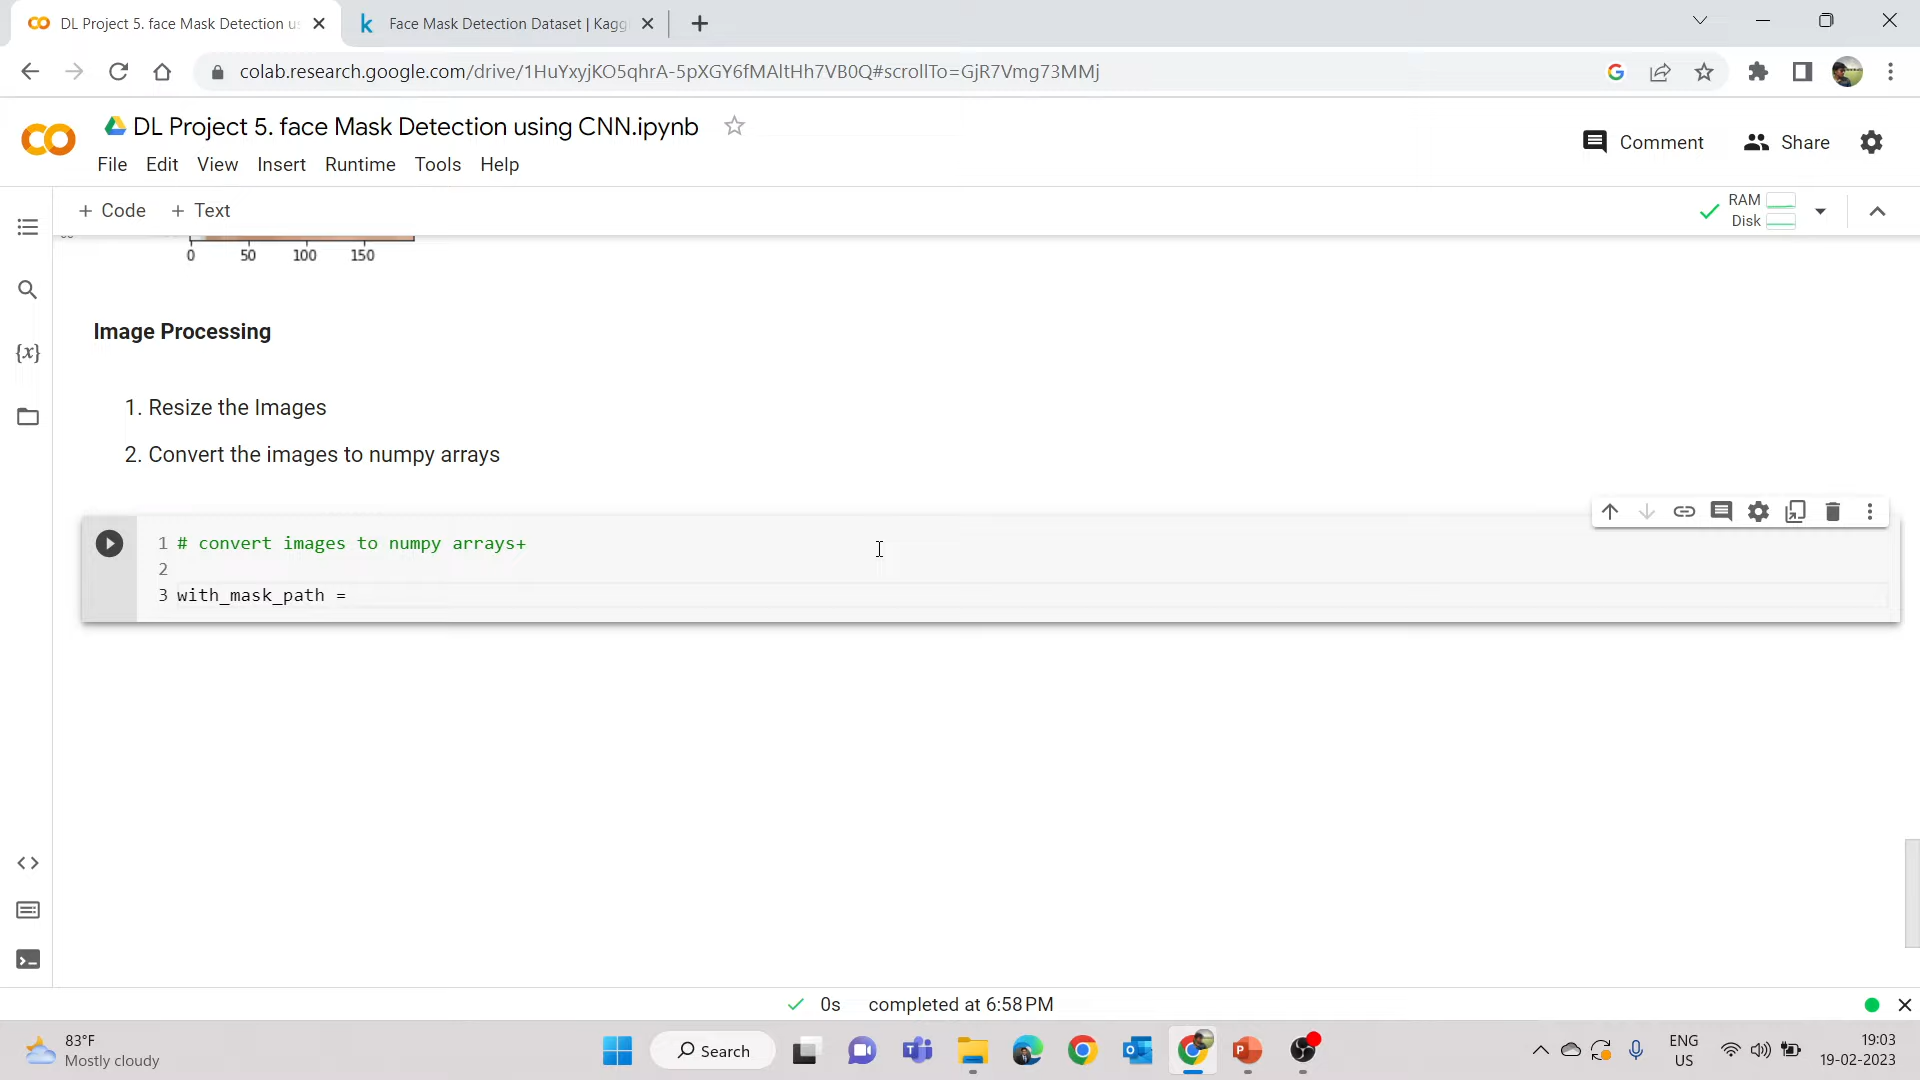 DL Project 5. face Mask Detection u
Face Mask Detection Dataset | Kagg
colab.research.google.com/drive/1HuYxyjKO5qhrA-5pXGY6fMAltHh7VB0Q#scrollTo=GjR7Vmg73MMj
DL Project 5. face Mask Detection using CNN.ipynb
Comment
Share
File Edit View Insert Runtime Tools Help
+ Code + Text
RAM
Disk
0 50 100 150
Image Processing
1. Resize the Images
2. Convert the images to numpy arrays
1 # convert images to numpy arrays+
2
3 with_mask_path =
0s completed at 6:58 PM
83°F
Mostly cloudy
Search
ENG
US
19:03
19-02-2023